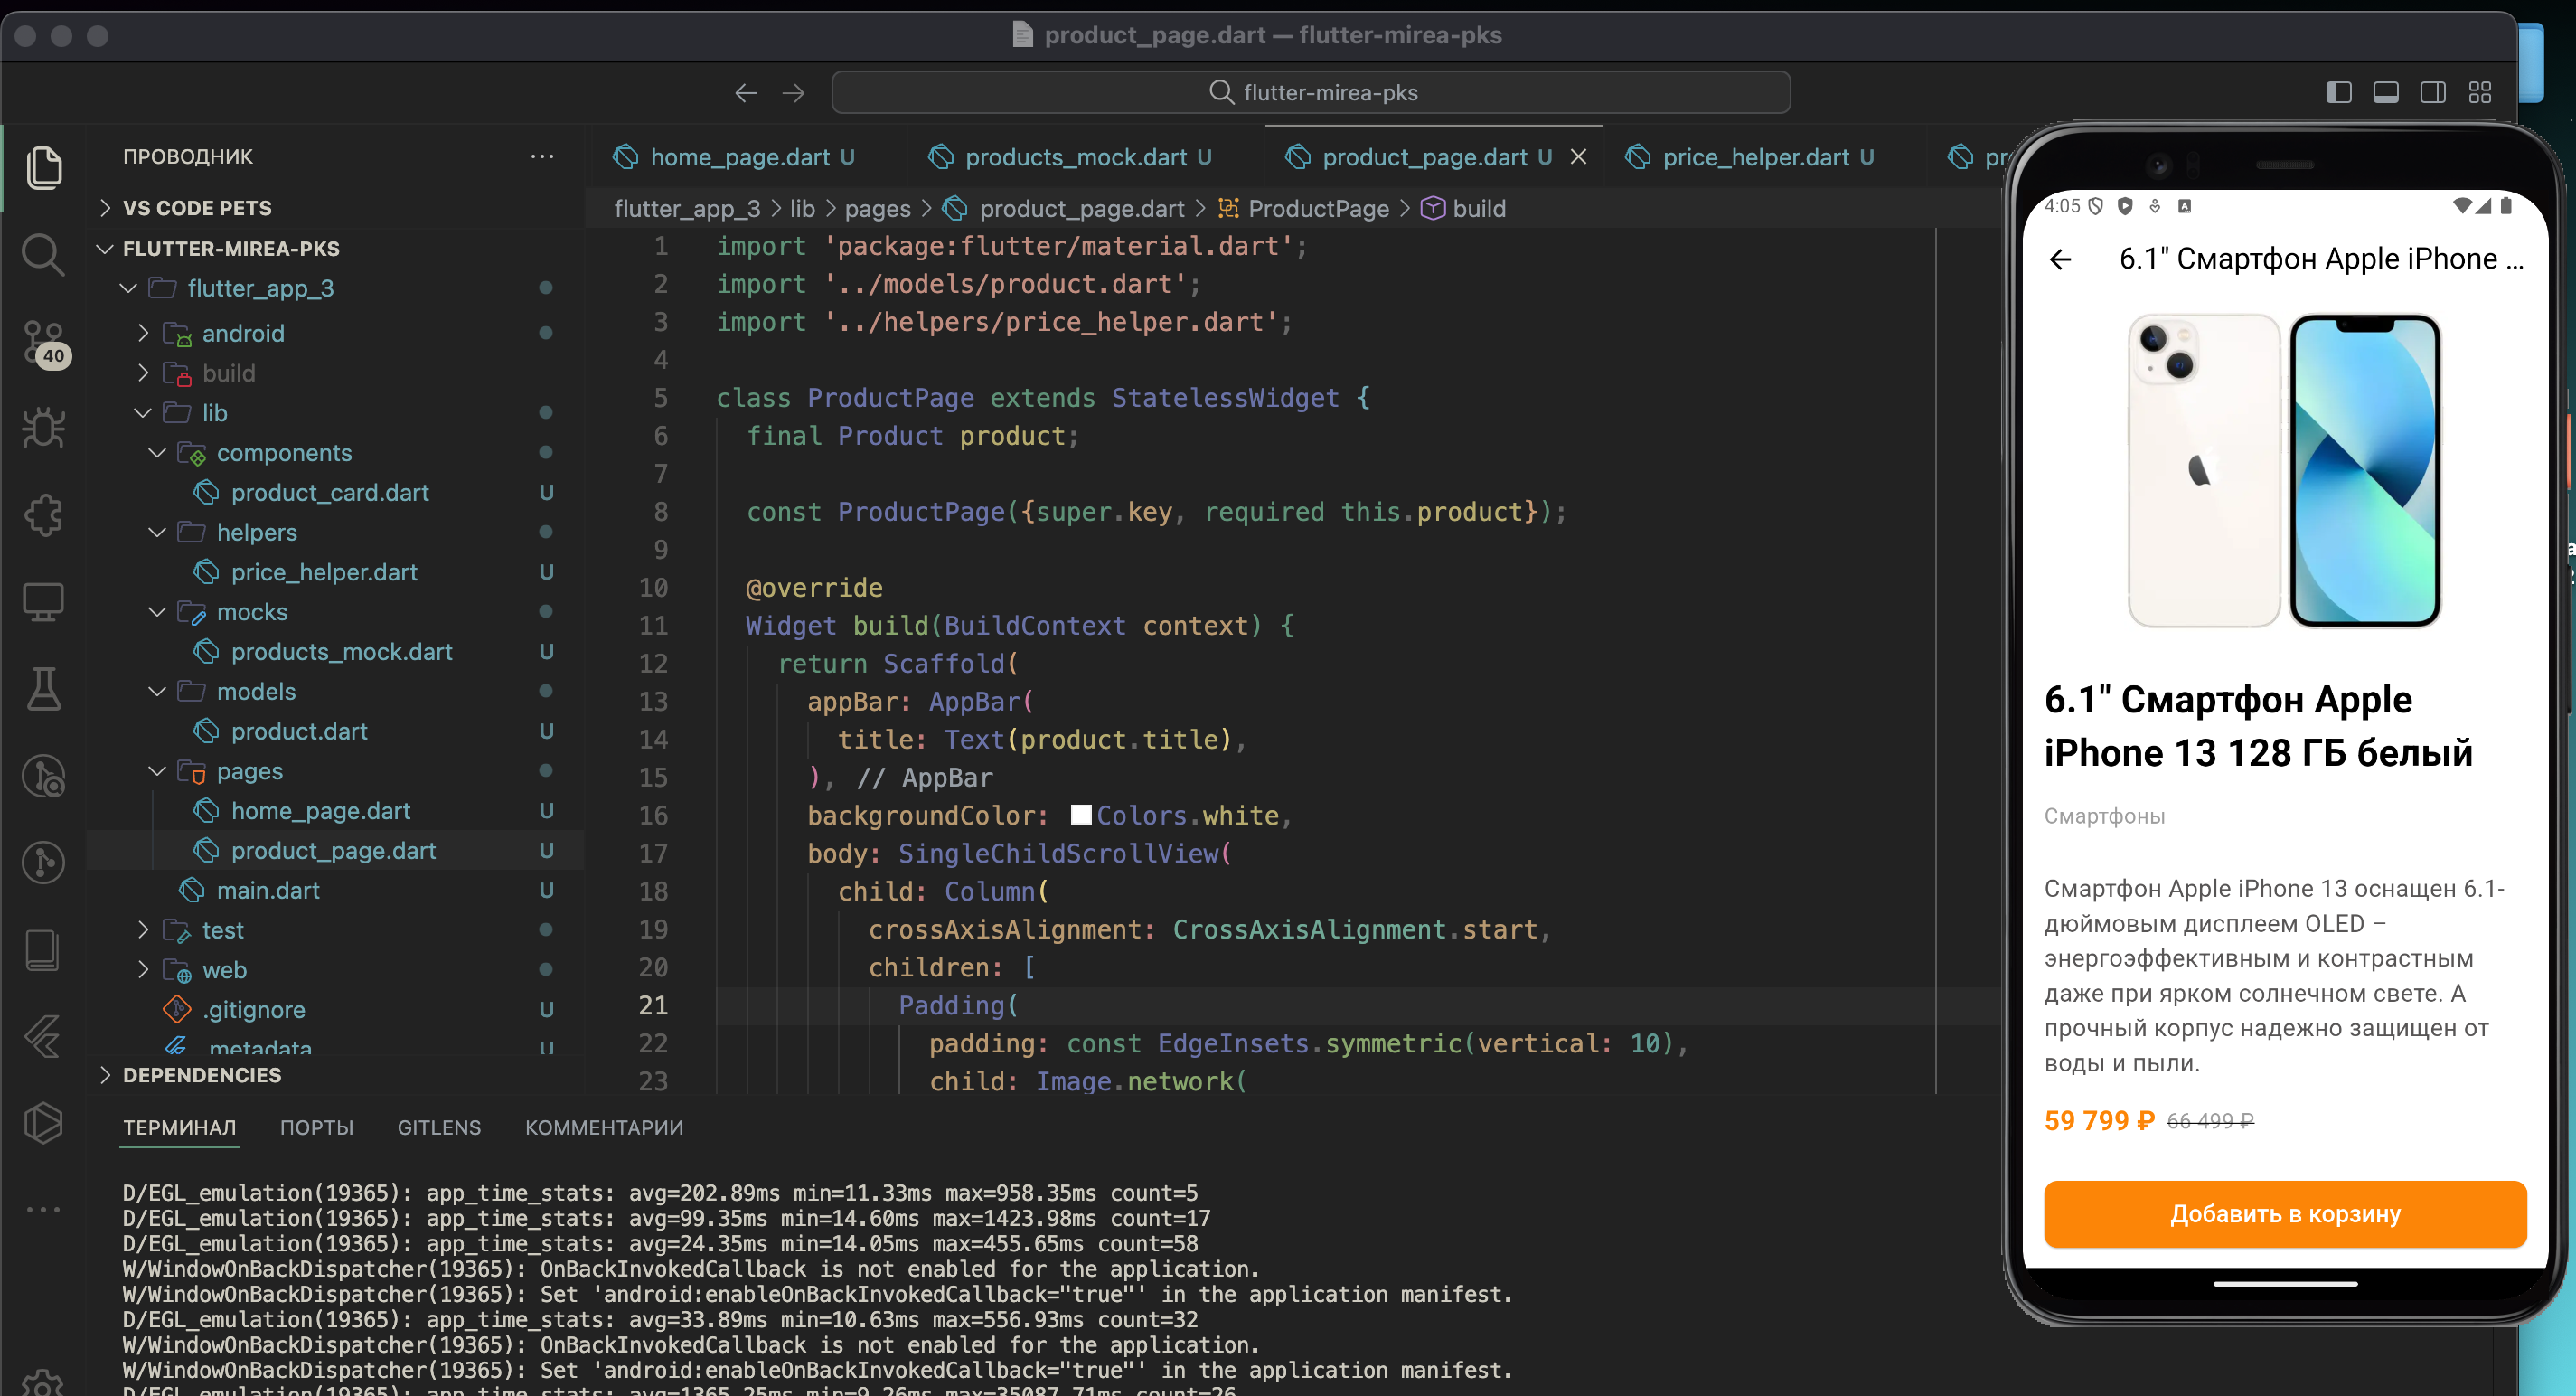 product_page.dart — flutter-mirea-pks
flutter-mirea-pks
ПРОВОДНИК
VS CODE PETS
FLUTTER-MIREA-PKS
flutter_app_3
android
build
lib
components
product_card.dart U
helpers
price_helper.dart U
mocks
products_mock.dart U
models
product.dart U
pages
home_page.dart U
product_page.dart U
main.dart U
test
web
.gitignore U
.metadata U
DEPENDENCIES
40
home_page.dart U products_mock.dart U product_page.dart U price_helper.dart U
flutter_app_3 > lib > pages > product_page.dart > ProductPage > build
1 import 'package:flutter/material.dart';
2 import '../models/product.dart';
3 import '../helpers/price_helper.dart';
4
5 class ProductPage extends StatelessWidget {
6 final Product product;
7
8 const ProductPage({super.key, required this.product});
9
10 @override
11 Widget build(BuildContext context) {
12 return Scaffold(
13 appBar: AppBar(
14 title: Text(product.title),
15 ), // AppBar
16 backgroundColor: Colors.white,
17 body: SingleChildScrollView(
18 child: Column(
19 crossAxisAlignment: CrossAxisAlignment.start,
20 children: [
21 Padding(
22 padding: const EdgeInsets.symmetric(vertical: 10),
23 child: Image.network(
ТЕРМИНАЛ ПОРТЫ GITLENS КОММЕНТАРИИ
D/EGL_emulation(19365): app_time_stats: avg=202.89ms min=11.33ms max=958.35ms count=5
D/EGL_emulation(19365): app_time_stats: avg=99.35ms min=14.60ms max=1423.98ms count=17
D/EGL_emulation(19365): app_time_stats: avg=24.35ms min=14.05ms max=455.65ms count=58
W/WindowOnBackDispatcher(19365): OnBackInvokedCallback is not enabled for the application.
W/WindowOnBackDispatcher(19365): Set 'android:enableOnBackInvokedCallback="true"' in the application manifest.
D/EGL_emulation(19365): app_time_stats: avg=33.89ms min=10.63ms max=556.93ms count=32
W/WindowOnBackDispatcher(19365): OnBackInvokedCallback is not enabled for the application.
W/WindowOnBackDispatcher(19365): Set 'android:enableOnBackInvokedCallback="true"' in the application manifest.
D/EGL_emulation(19365): app_time_stats: avg=1365.25ms min=9.26ms max=35087.71ms count=26
4:05
6.1" Смартфон Apple iPhone ...
6.1" Смартфон Apple
iPhone 13 128 ГБ белый
Смартфоны
Смартфон Apple iPhone 13 оснащен 6.1-
дюймовым дисплеем OLED –
энергоэффективным и контрастным
даже при ярком солнечном свете. А
прочный корпус надежно защищен от
воды и пыли.
59 799 ₽ 66 499 ₽
Добавить в корзину